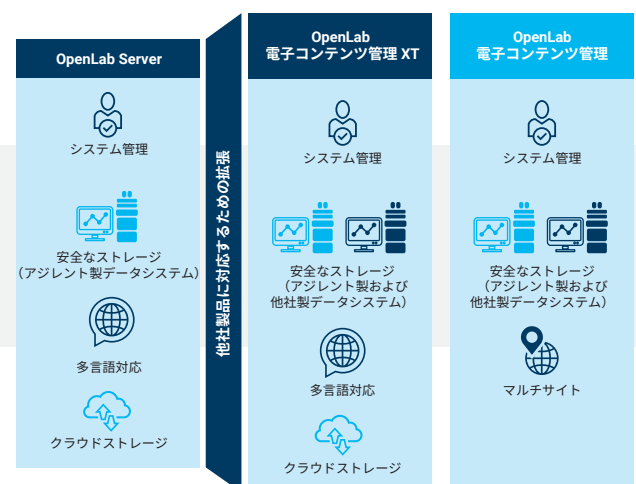 OpenLab Server
システム管理
安全なストレージ
（アジレント製データシステム）
多言語対応
クラウドストレージ
他社製品に対応するための拡張
OpenLab
電子コンテンツ管理 XT
システム管理
安全なストレージ
（アジレント製および
他社製データシステム）
多言語対応
クラウドストレージ
OpenLab
電子コンテンツ管理
システム管理
安全なストレージ
（アジレント製および
他社製データシステム）
マルチサイト